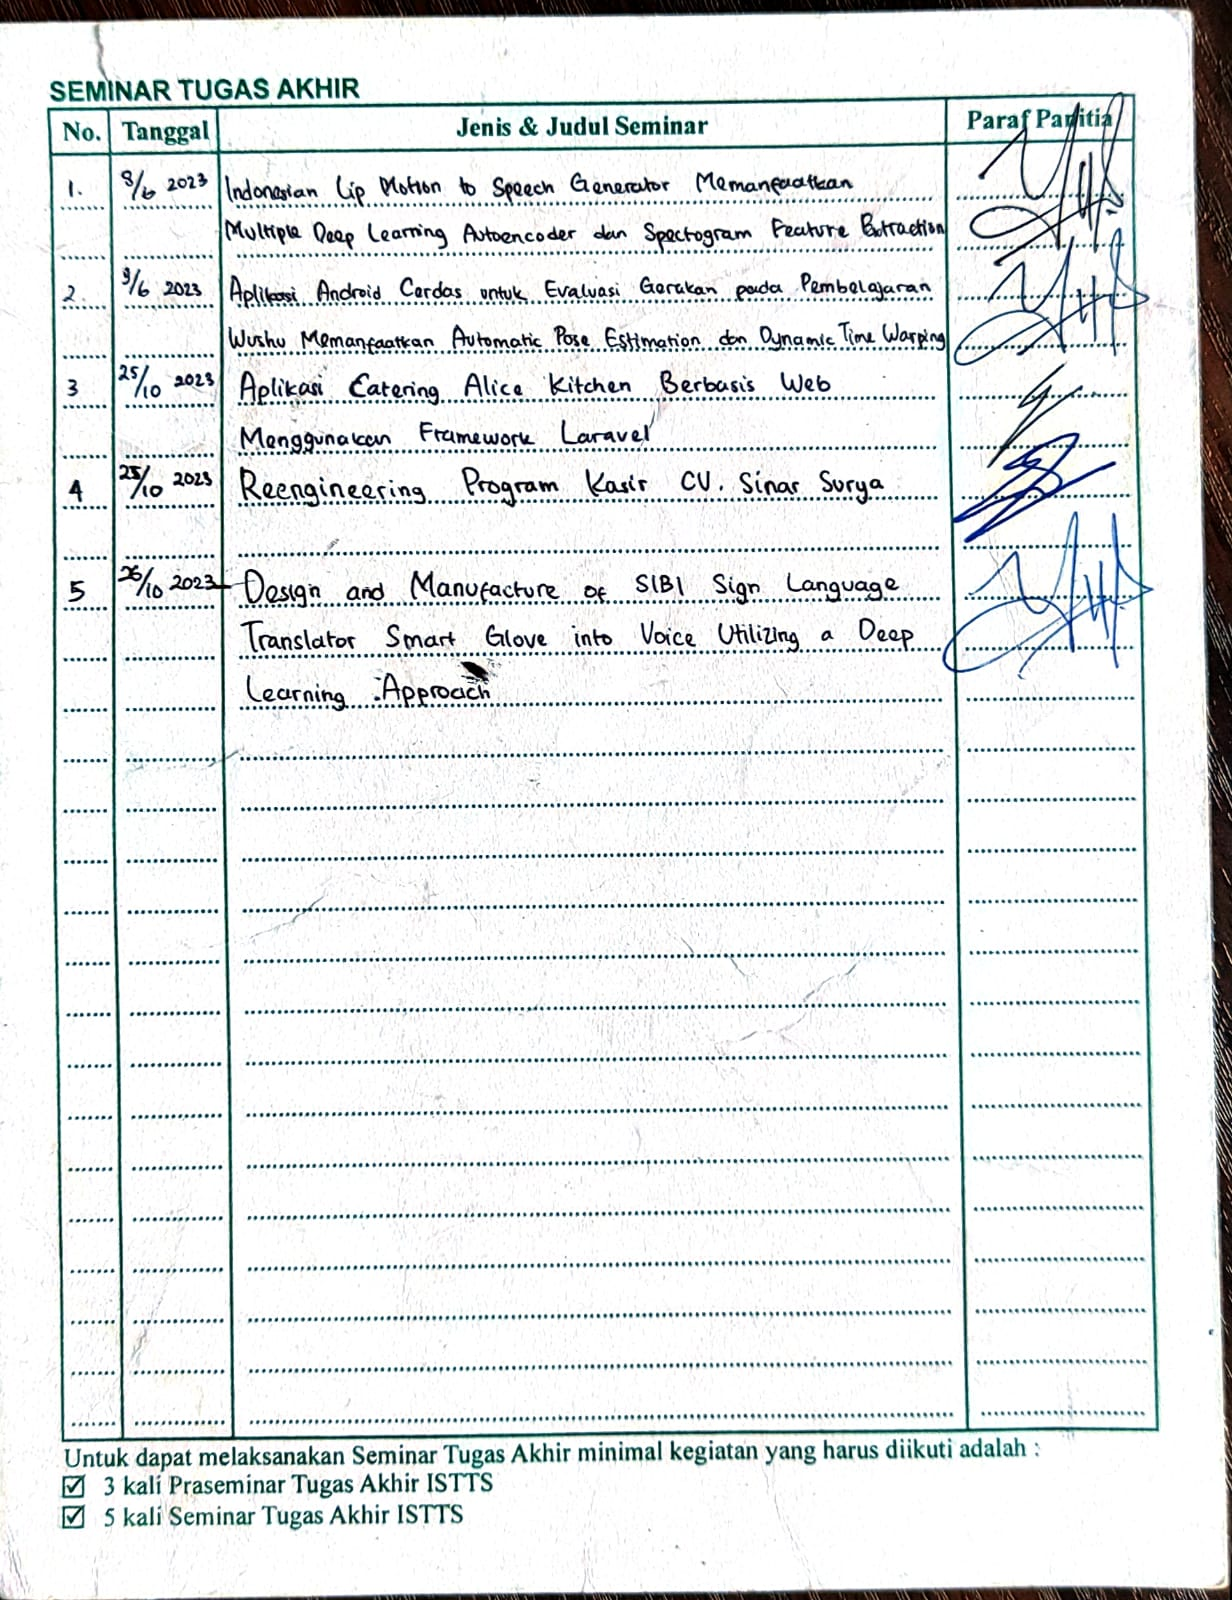 SEMINAR TUGAS AKHIR
No. Tanggal Jenis & Judul Seminar Paraf Panitia
1. 8/6 2023 Indonesian Lip Motion to Speech Generator Memanfaatkan
Multiple Deep Learning Autoencoder dan Spectogram Feature Extraction
2. 9/6 2023 Aplikasi Android Cerdas untuk Evaluasi Gerakan pada Pembelajaran
Wushu Memanfaatkan Automatic Pose Estimation dan Dynamic Time Warping
3 25/10 2023 Aplikasi Catering Alice Kitchen Berbasis Web
Menggunakan Framework Laravel
4 25/10 2023 Reengineering Program Kasir CV. Sinar Surya
5 26/10 2023 Design and Manufacture of SIBI Sign Language
Translator Smart Glove into Voice Utilizing a Deep
Learning Approach
Untuk dapat melaksanakan Seminar Tugas Akhir minimal kegiatan yang harus diikuti adalah :
☑ 3 kali Praseminar Tugas Akhir ISTTS
☑ 5 kali Seminar Tugas Akhir ISTTS